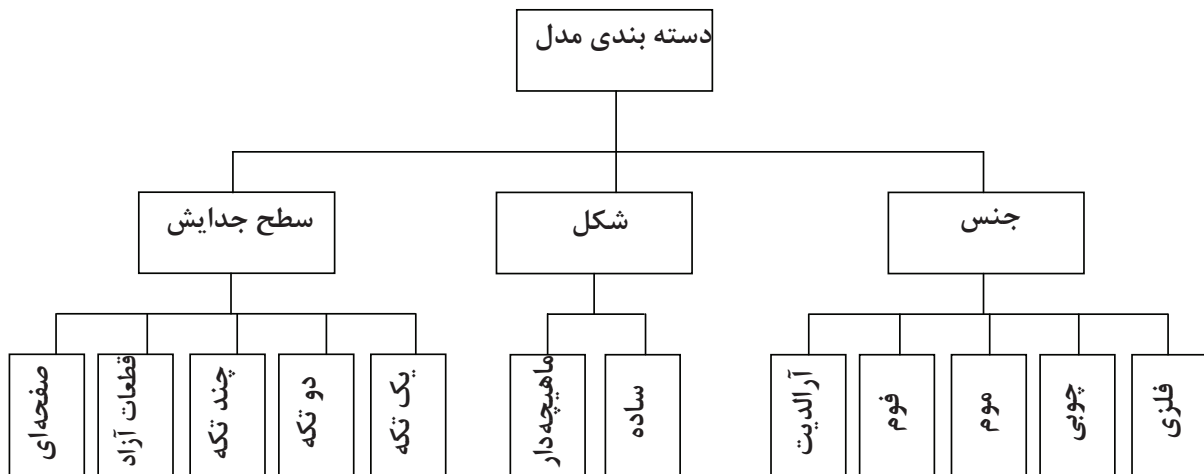 دسته بندی مدل
جنس
شکل
سطح جدایش
فلزی
چوبی
موم
فوم
آرالدیت
ساده
ماهیچه‌دار
یک تکه
دو تکه
چند تکه
قطعات آزاد
صفحه‌ای